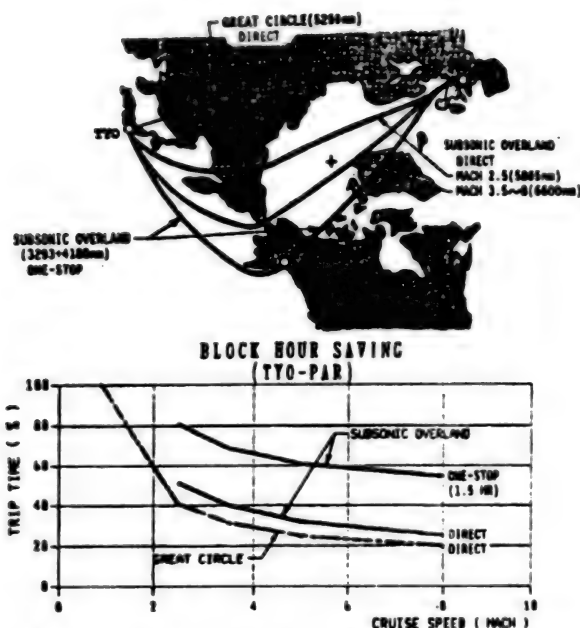 GREAT CIRCLE(5298nm)
DIRECT
TYO
SUBSONIC OVERLAND
DIRECT
MACH 2.5(5885nm)
MACH 3.5~8(6600nm)
SUBSONIC OVERLAND
(3293+4180nm)
ONE-STOP
BLOCK HOUR SAVING
(TYO-PAR)
TRIP TIME ( % )
100
80
60
40
20
0
SUBSONIC OVERLAND
ONE-STOP
(1.5 HR)
DIRECT
DIRECT
GREAT CIRCLE
0 2 4 6 8 10
CRUISE SPEED ( MACH )